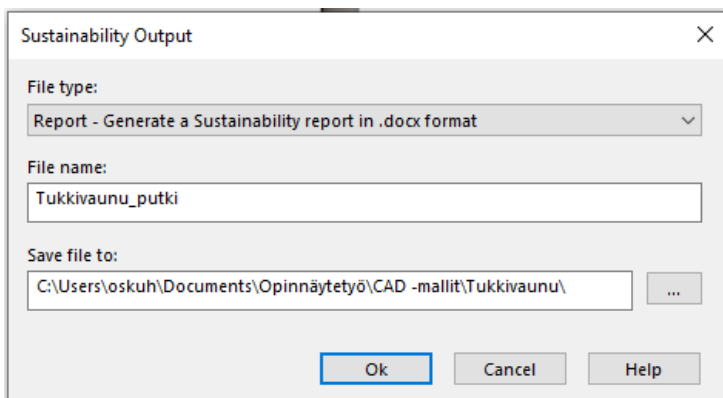 Sustainability Output
File type:
Report - Generate a Sustainability report in .docx format
File name:
Tukkivaunu_putki
Save file to:
C:\Users\oskuh\Documents\Opinnäytetyö\CAD -mallit\Tukkivaunu\
...
Ok Cancel Help